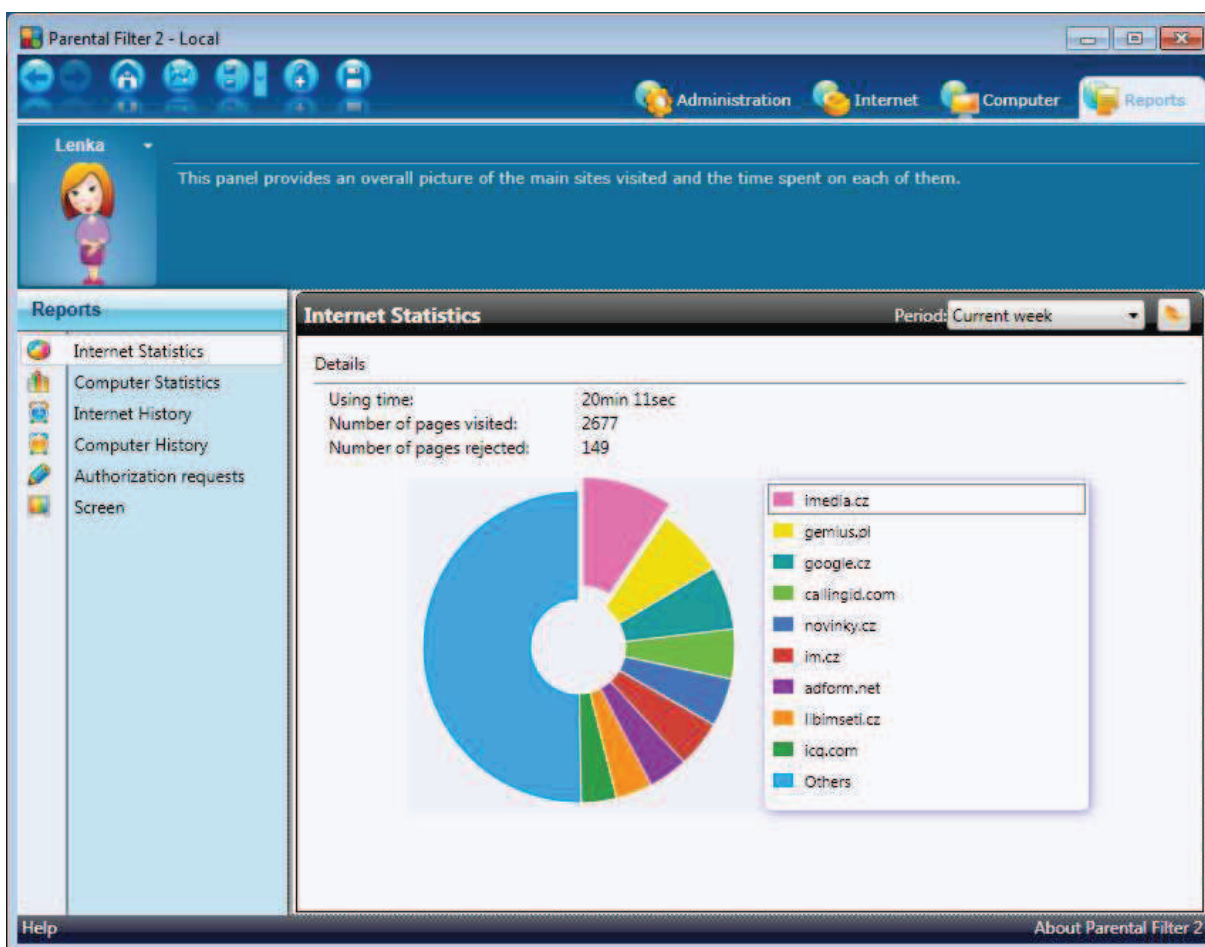 Parental Filter 2 - Local
Administration
Internet
Computer
Reports
Lenka
This panel provides an overall picture of the main sites visited and the time spent on each of them.
Reports
Internet Statistics
Computer Statistics
Internet History
Computer History
Authorization requests
Screen
Internet Statistics
Period: Current week
Details
Using time: 20min 11sec
Number of pages visited: 2677
Number of pages rejected: 149
imedia.cz
gemius.pl
google.cz
callingid.com
novinky.cz
im.cz
adform.net
libimseti.cz
icq.com
Others
Help
About Parental Filter 2